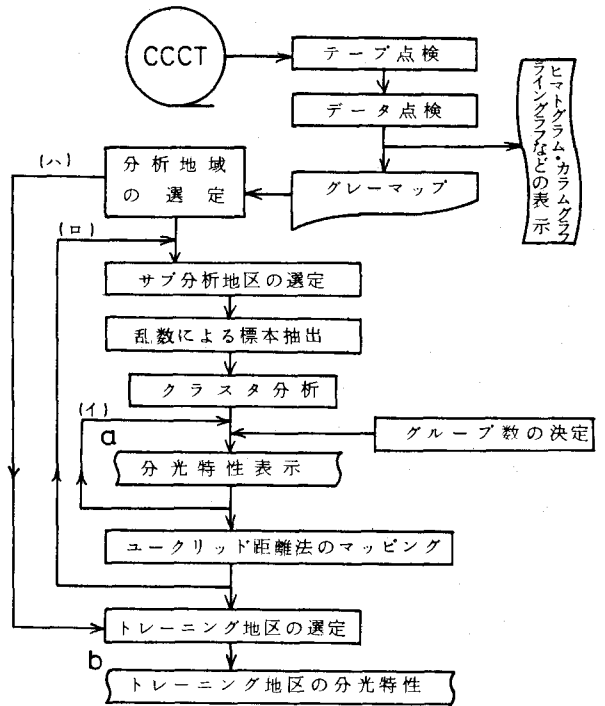 CCCT
テープ点検
データ点検
ヒマトグラム・カラムグラフ
ライングラフなどの表示
グレーマップ
分析地域
の選定
(ハ)
(ロ)
サブ分析地区の選定
乱数による標本抽出
クラスタ分析
(イ)
グループ数の決定
a
分光特性表示
ユークリッド距離法のマッピング
トレーニング地区の選定
b
トレーニング地区の分光特性